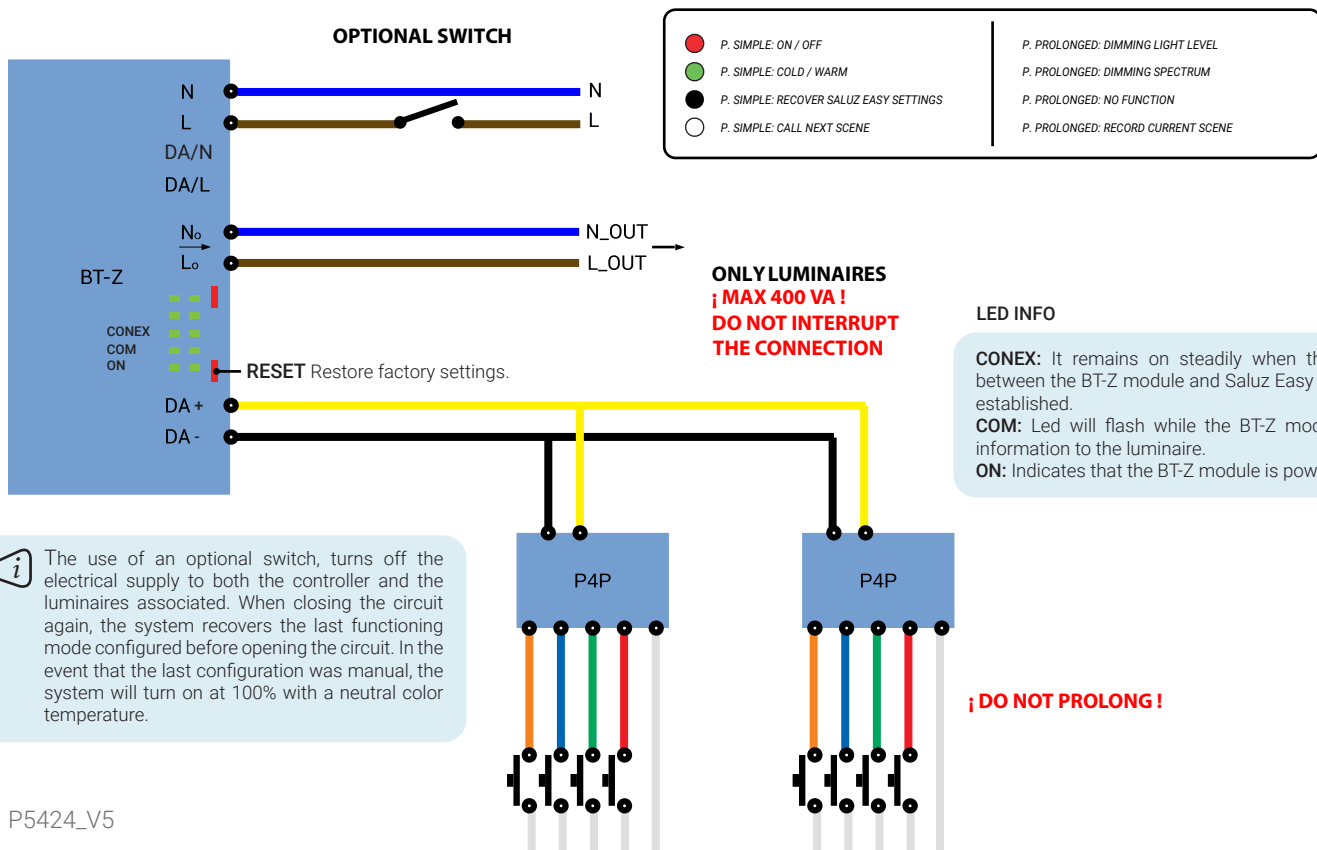 OPTIONAL SWITCH
P. SIMPLE: ON / OFF
P. PROLONGED: DIMMING LIGHT LEVEL
P. SIMPLE: COLD / WARM
P. PROLONGED: DIMMING SPECTRUM
P. SIMPLE: RECOVER SALUZ EASY SETTINGS
P. PROLONGED: NO FUNCTION
P. SIMPLE: CALL NEXT SCENE
P. PROLONGED: RECORD CURRENT SCENE
N
N
L
L
DA/N
DA/L
No
N_OUT
Lo
L_OUT
BT-Z
CONEX
COM
ON
RESET Restore factory settings.
DA +
DA -
ONLY LUMINAIRES
¡ MAX 400 VA !
DO NOT INTERRUPT
THE CONNECTION
LED INFO
CONEX: It remains on steadily when th
between the BT-Z module and Saluz Easy
established.
COM: Led will flash while the BT-Z mod
information to the luminaire.
ON: Indicates that the BT-Z module is pow
i
The use of an optional switch, turns off the
electrical supply to both the controller and the
luminaires associated. When closing the circuit
again, the system recovers the last functioning
mode configured before opening the circuit. In the
event that the last configuration was manual, the
system will turn on at 100% with a neutral color
temperature.
P4P
P4P
¡ DO NOT PROLONG !
P5424_V5